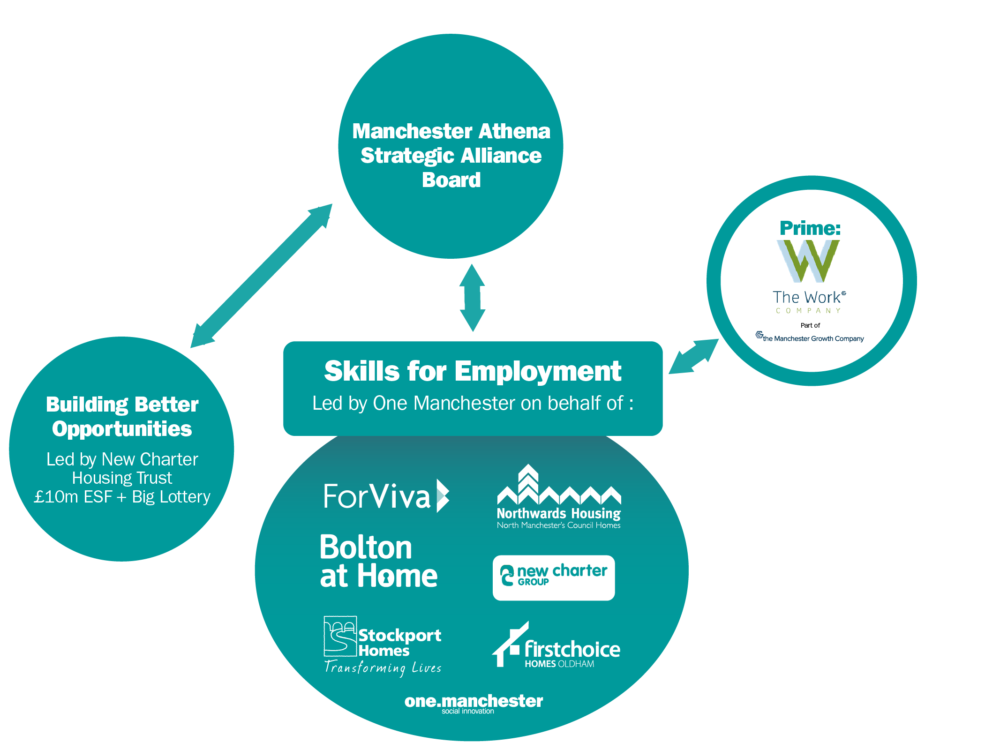 Manchester Athena
Strategic Alliance
Board
Prime:
The Work
COMPANY
Part of
the Manchester Growth Company
Skills for Employment
Led by One Manchester on behalf of :
Building Better
Opportunities
Led by New Charter
Housing Trust
£10m ESF + Big Lottery
ForViva
Northwards Housing
North Manchester's Council Homes
Bolton
at Home
new charter
GROUP
Stockport
Homes
Transforming Lives
firstchoice
HOMES OLDHAM
one.manchester
social innovation